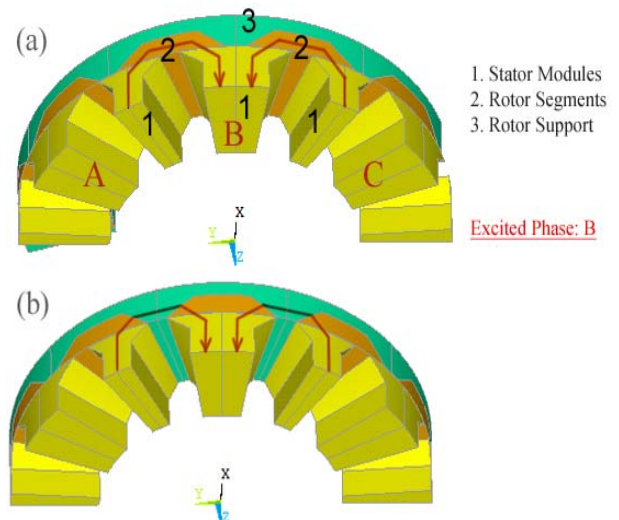 (a)
3
2
2
1
1
1
B
A
C
X
Y
Z
1. Stator Modules
2. Rotor Segments
3. Rotor Support
Excited Phase: B
(b)
X
Y
Z